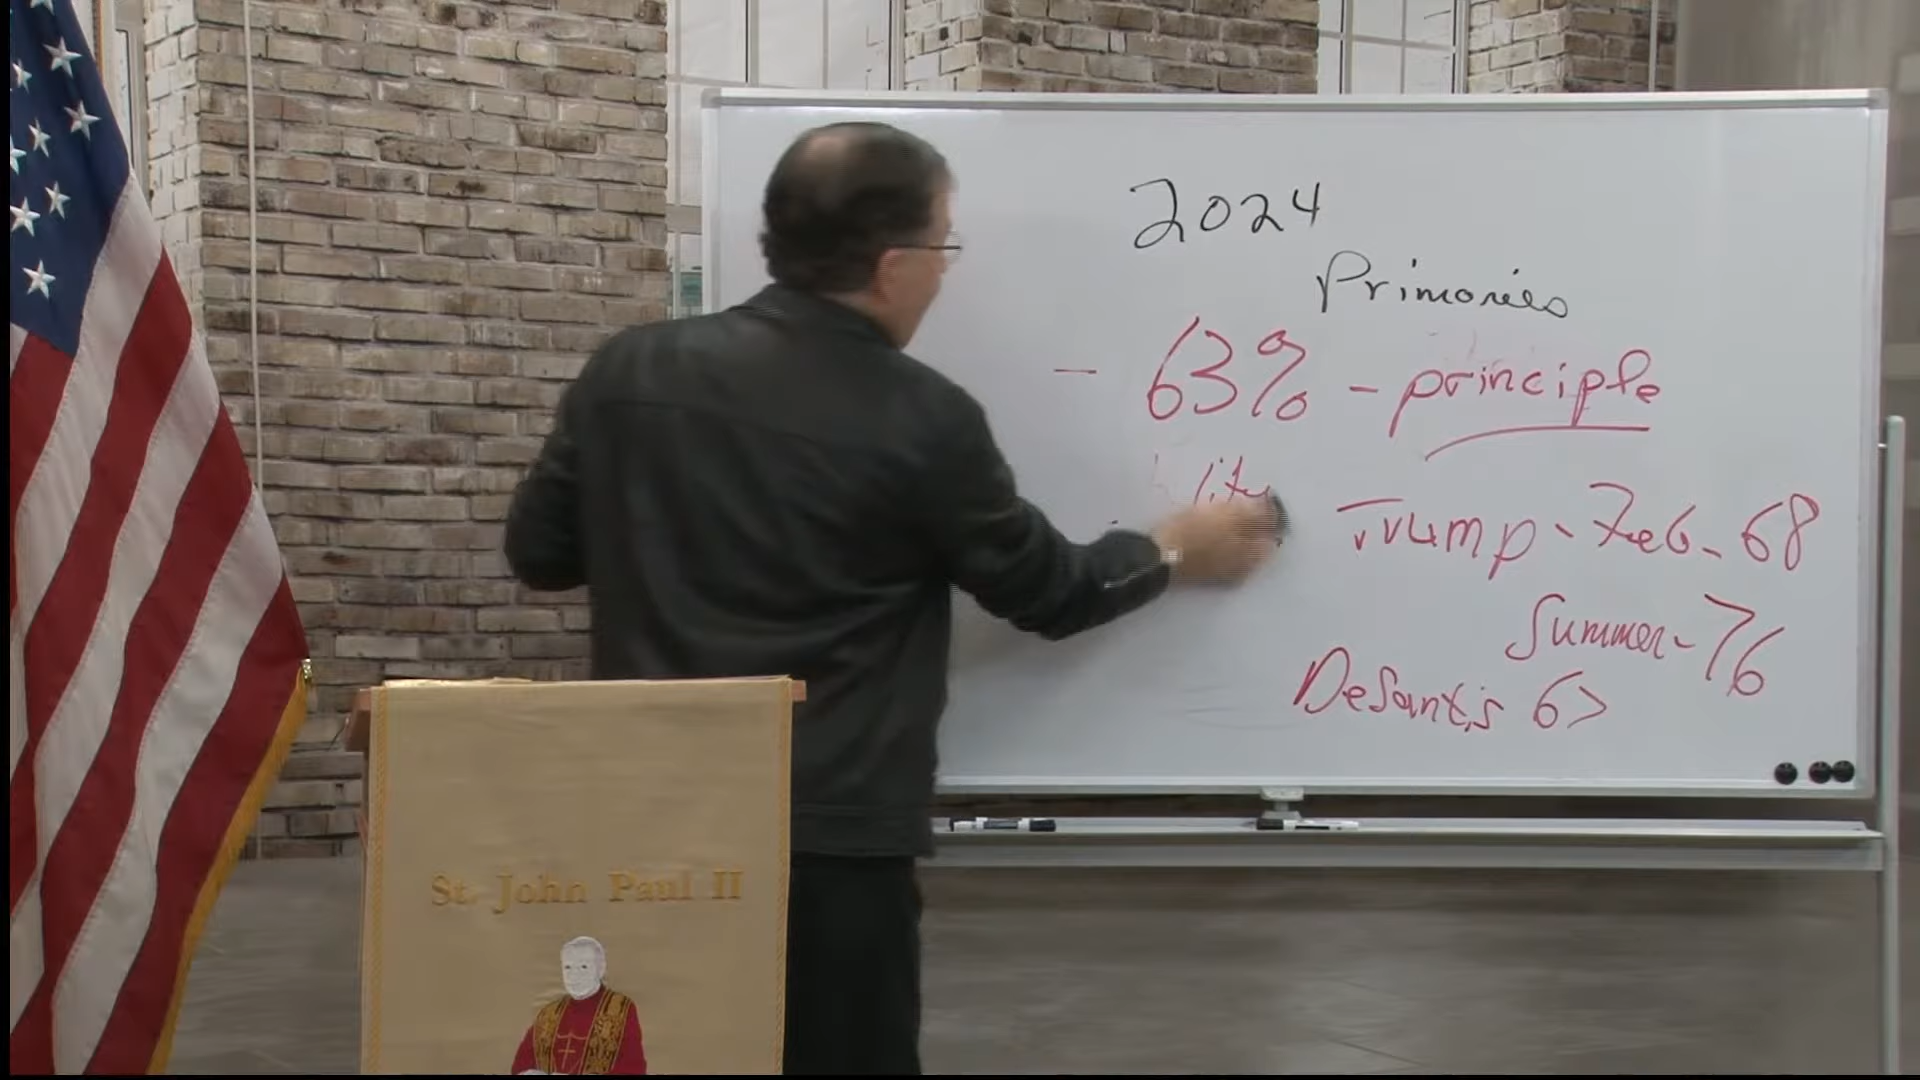 2024
Primaries
- 63% - principle
Trump - Feb - 68
Summer - 76
DeSantis 67
St. John Paul II